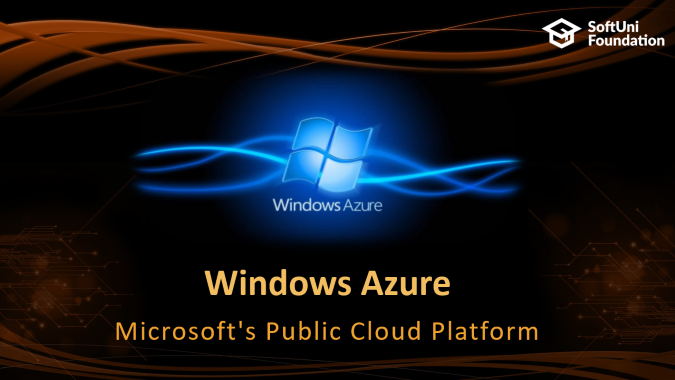 SoftUni
Foundation
Windows Azure
Windows Azure
Microsoft's Public Cloud Platform